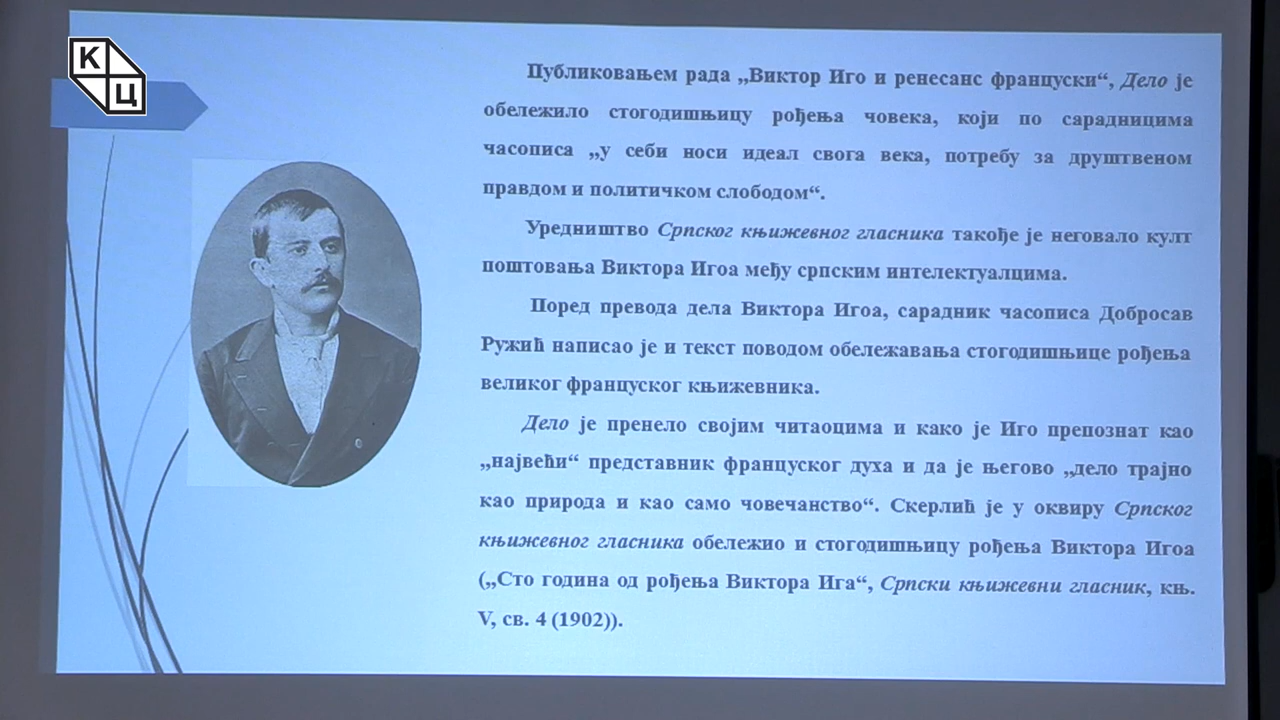 К
Ц
Публиковањем рада „Виктор Иго и ренесанс француски“, Дело је
обележило стогодишњицу рођења човека, који по сарадницима
часописа „у себи носи идеал свога века, потребу за друштвеном
правдом и политичком слободом“.
Уредништво Српског књижевног гласника такође је неговало култ
поштовања Виктора Игоа међу српским интелектуалцима.
Поред превода дела Виктора Игоа, сарадник часописа Добросав
Ружић написао је и текст поводом обележавања стогодишњице рођења
великог француског књижевника.
Дело је пренело својим читаоцима и како је Иго препознат као
„највећи“ представник француског духа и да је његово „дело трајно
као природа и као само човечанство“. Скерлић је у оквиру Српског
књижевног гласника обележио и стогодишњицу рођења Виктора Игоа
(„Сто година од рођења Виктора Ига“, Српски књижевни гласник, књ.
V, св. 4 (1902)).